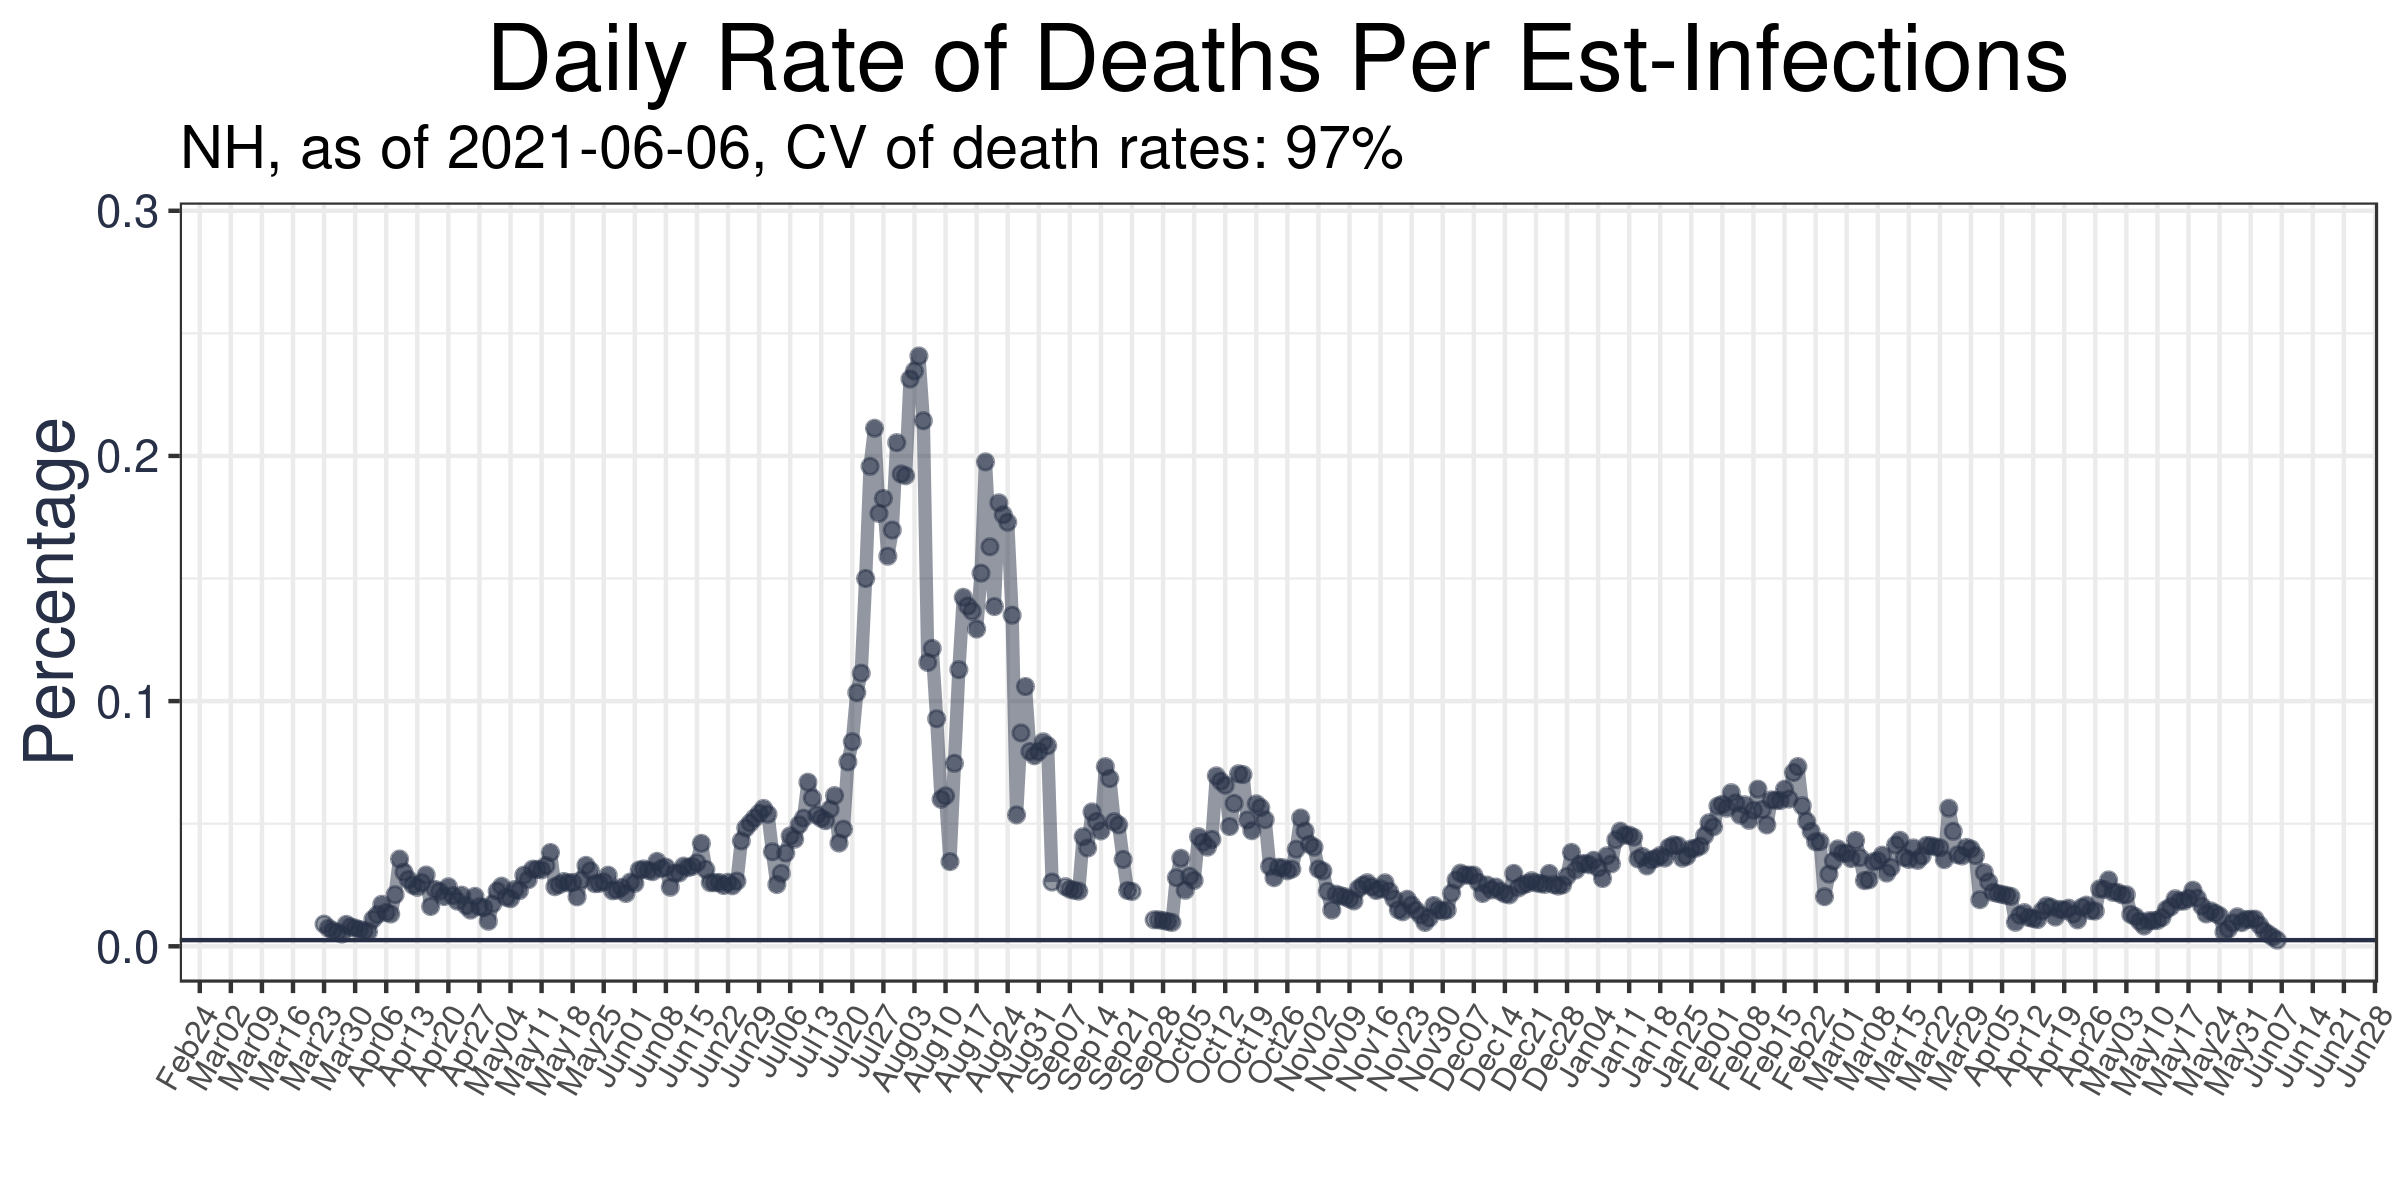 Daily Rate of Deaths Per Est-Infections
NH, as of 2021-06-06, CV of death rates: 97%
Percentage
0.3
0.2
0.1
0.0
Feb24
Mar02
Mar09
Mar16
Mar23
Mar30
Apr06
Apr13
Apr20
Apr27
May04
May11
May18
May25
Jun01
Jun08
Jun15
Jun22
Jun29
Jul06
Jul13
Jul20
Jul27
Aug03
Aug10
Aug17
Aug24
Aug31
Sep07
Sep14
Sep21
Sep28
Oct05
Oct12
Oct19
Oct26
Nov02
Nov09
Nov16
Nov23
Nov30
Dec07
Dec14
Dec21
Dec28
Jan04
Jan11
Jan18
Jan25
Feb01
Feb08
Feb15
Feb22
Mar01
Mar08
Mar15
Mar22
Mar29
Apr05
Apr12
Apr19
Apr26
May03
May10
May17
May24
May31
Jun07
Jun14
Jun21
Jun28